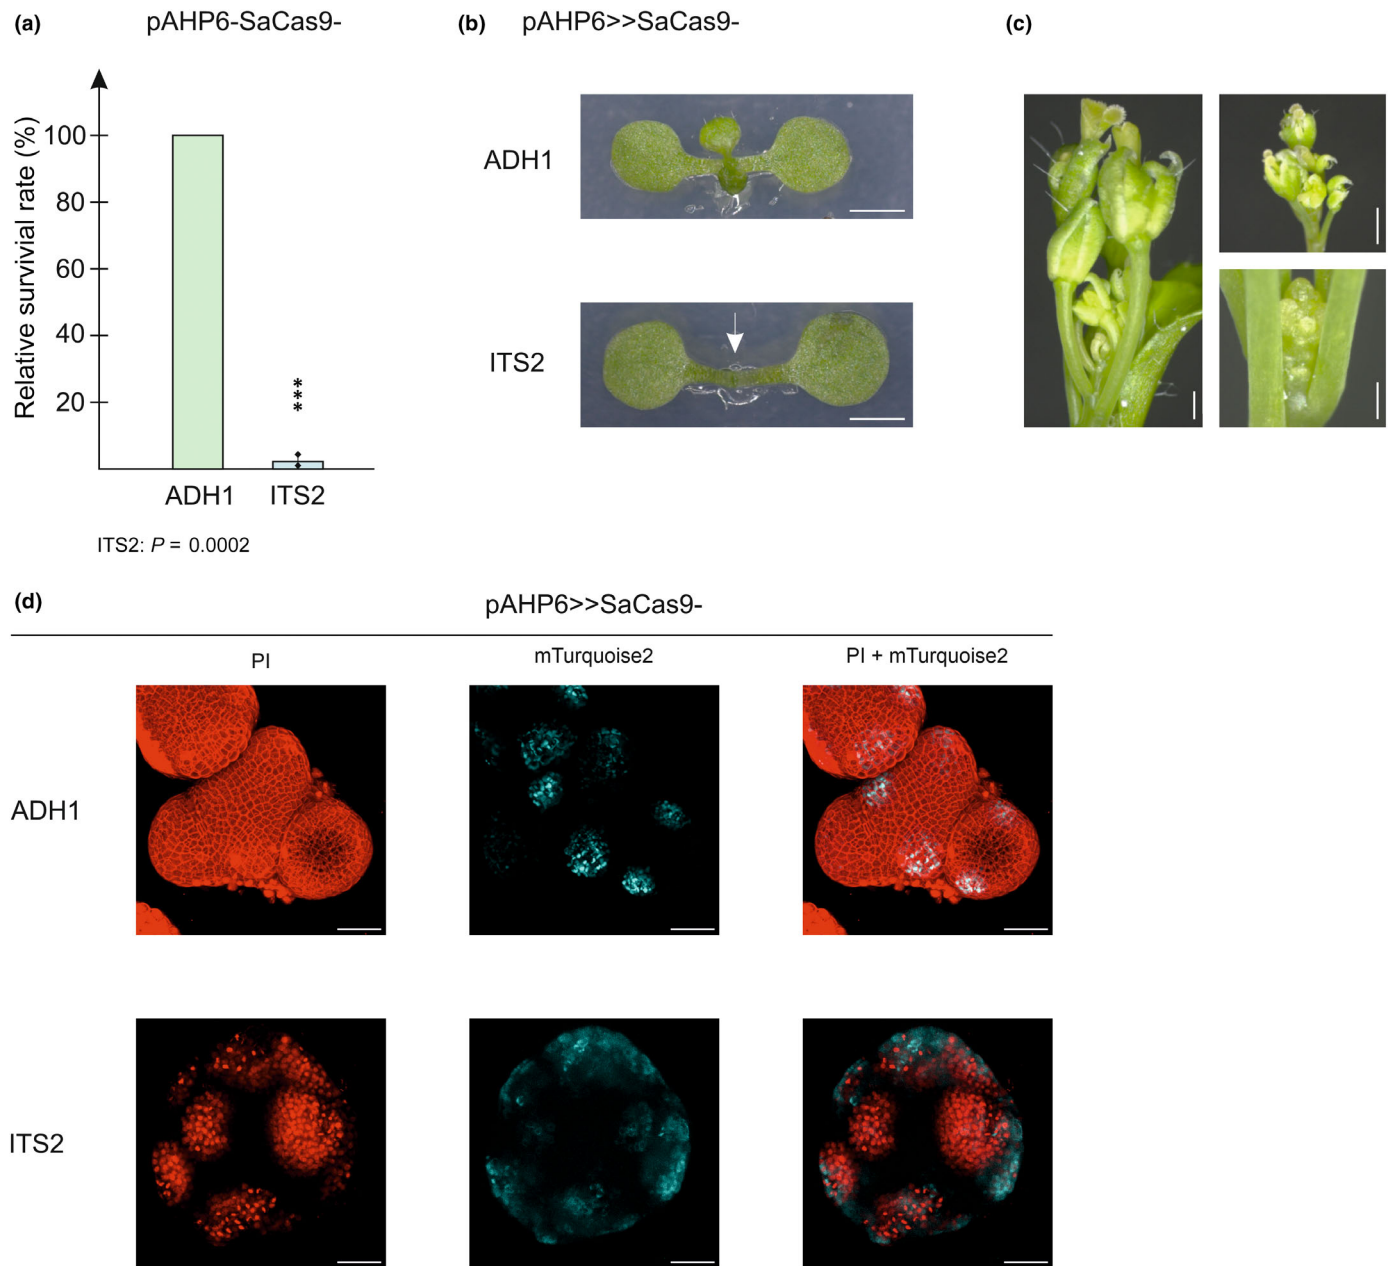 (a)
pAHP6-SaCas9-
Relative survivial rate (%)
100
80
60
40
20
***
ADH1
ITS2
ITS2: P = 0.0002
(b)
pAHP6>>SaCas9-
ADH1
ITS2
(c)
(d)
pAHP6>>SaCas9-
PI
mTurquoise2
PI + mTurquoise2
ADH1
ITS2